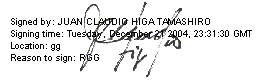 Signed by: JUAN CLAUDIO HIGA TAMASHIRO
Signing time: Tuesday, December 21 2004, 23:31:30 GMT
Location: gg
Reason to sign: RGG